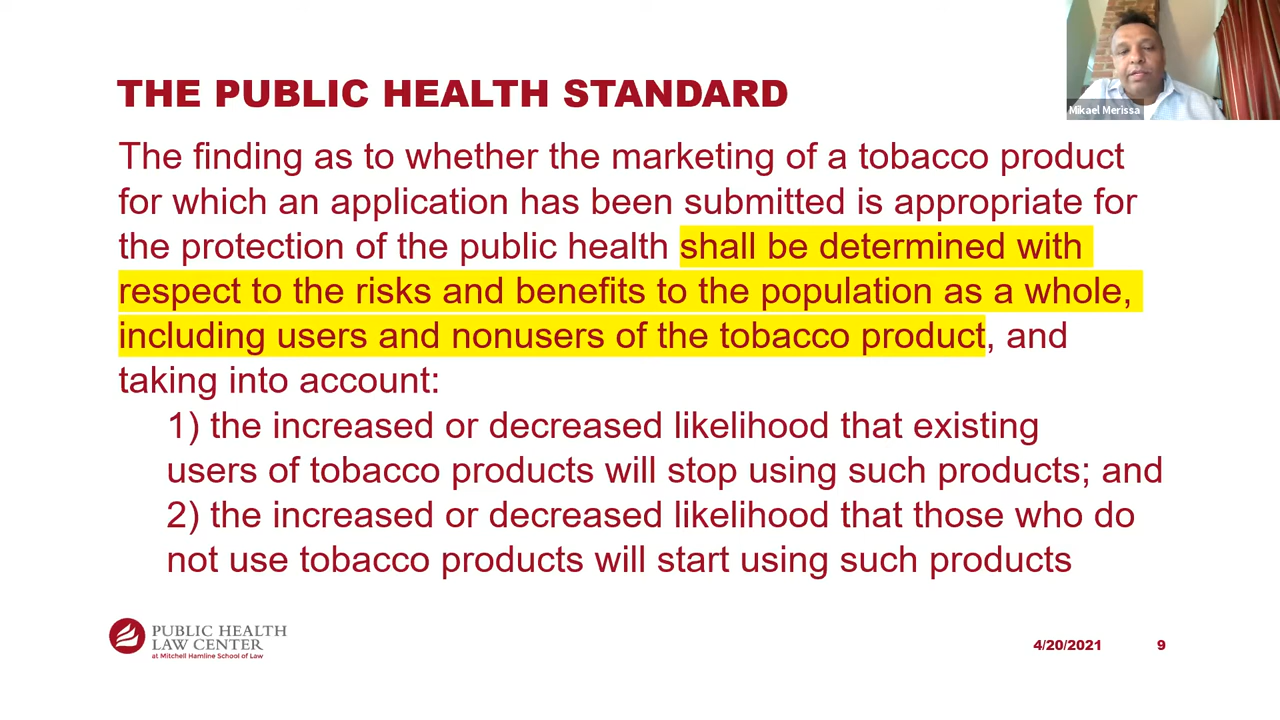 Mikael Merissa
THE PUBLIC HEALTH STANDARD
The finding as to whether the marketing of a tobacco product
for which an application has been submitted is appropriate for
the protection of the public health shall be determined with
respect to the risks and benefits to the population as a whole,
including users and nonusers of the tobacco product, and
taking into account:
1) the increased or decreased likelihood that existing
users of tobacco products will stop using such products; and
2) the increased or decreased likelihood that those who do
not use tobacco products will start using such products
PUBLIC HEALTH
LAW CENTER
at Mitchell Hamline School of Law
4/20/2021 9